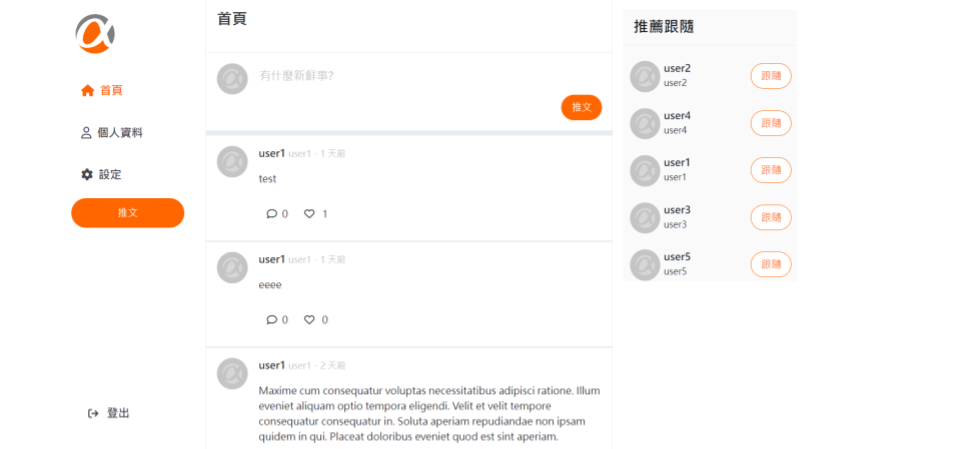 首頁
個人資料
設定
推文
登出
首頁
有什麼新鮮事?
推文
user1 user1 · 1 天前
test
0 1
user1 user1 · 1 天前
eeee
0 0
user1 user1 · 2 天前
Maxime cum consequatur voluptas necessitatibus adipisci ratione. Illum
eveniet aliquam optio tempora eligendi. Velit et velit tempore
consequatur consequatur in. Soluta aperiam repudiandae non ipsam
quidem in qui. Placeat doloribus eveniet quod est sint aperiam.
推薦跟隨
user2
user2
跟隨
user4
user4
跟隨
user1
user1
跟隨
user3
user3
跟隨
user5
user5
跟隨